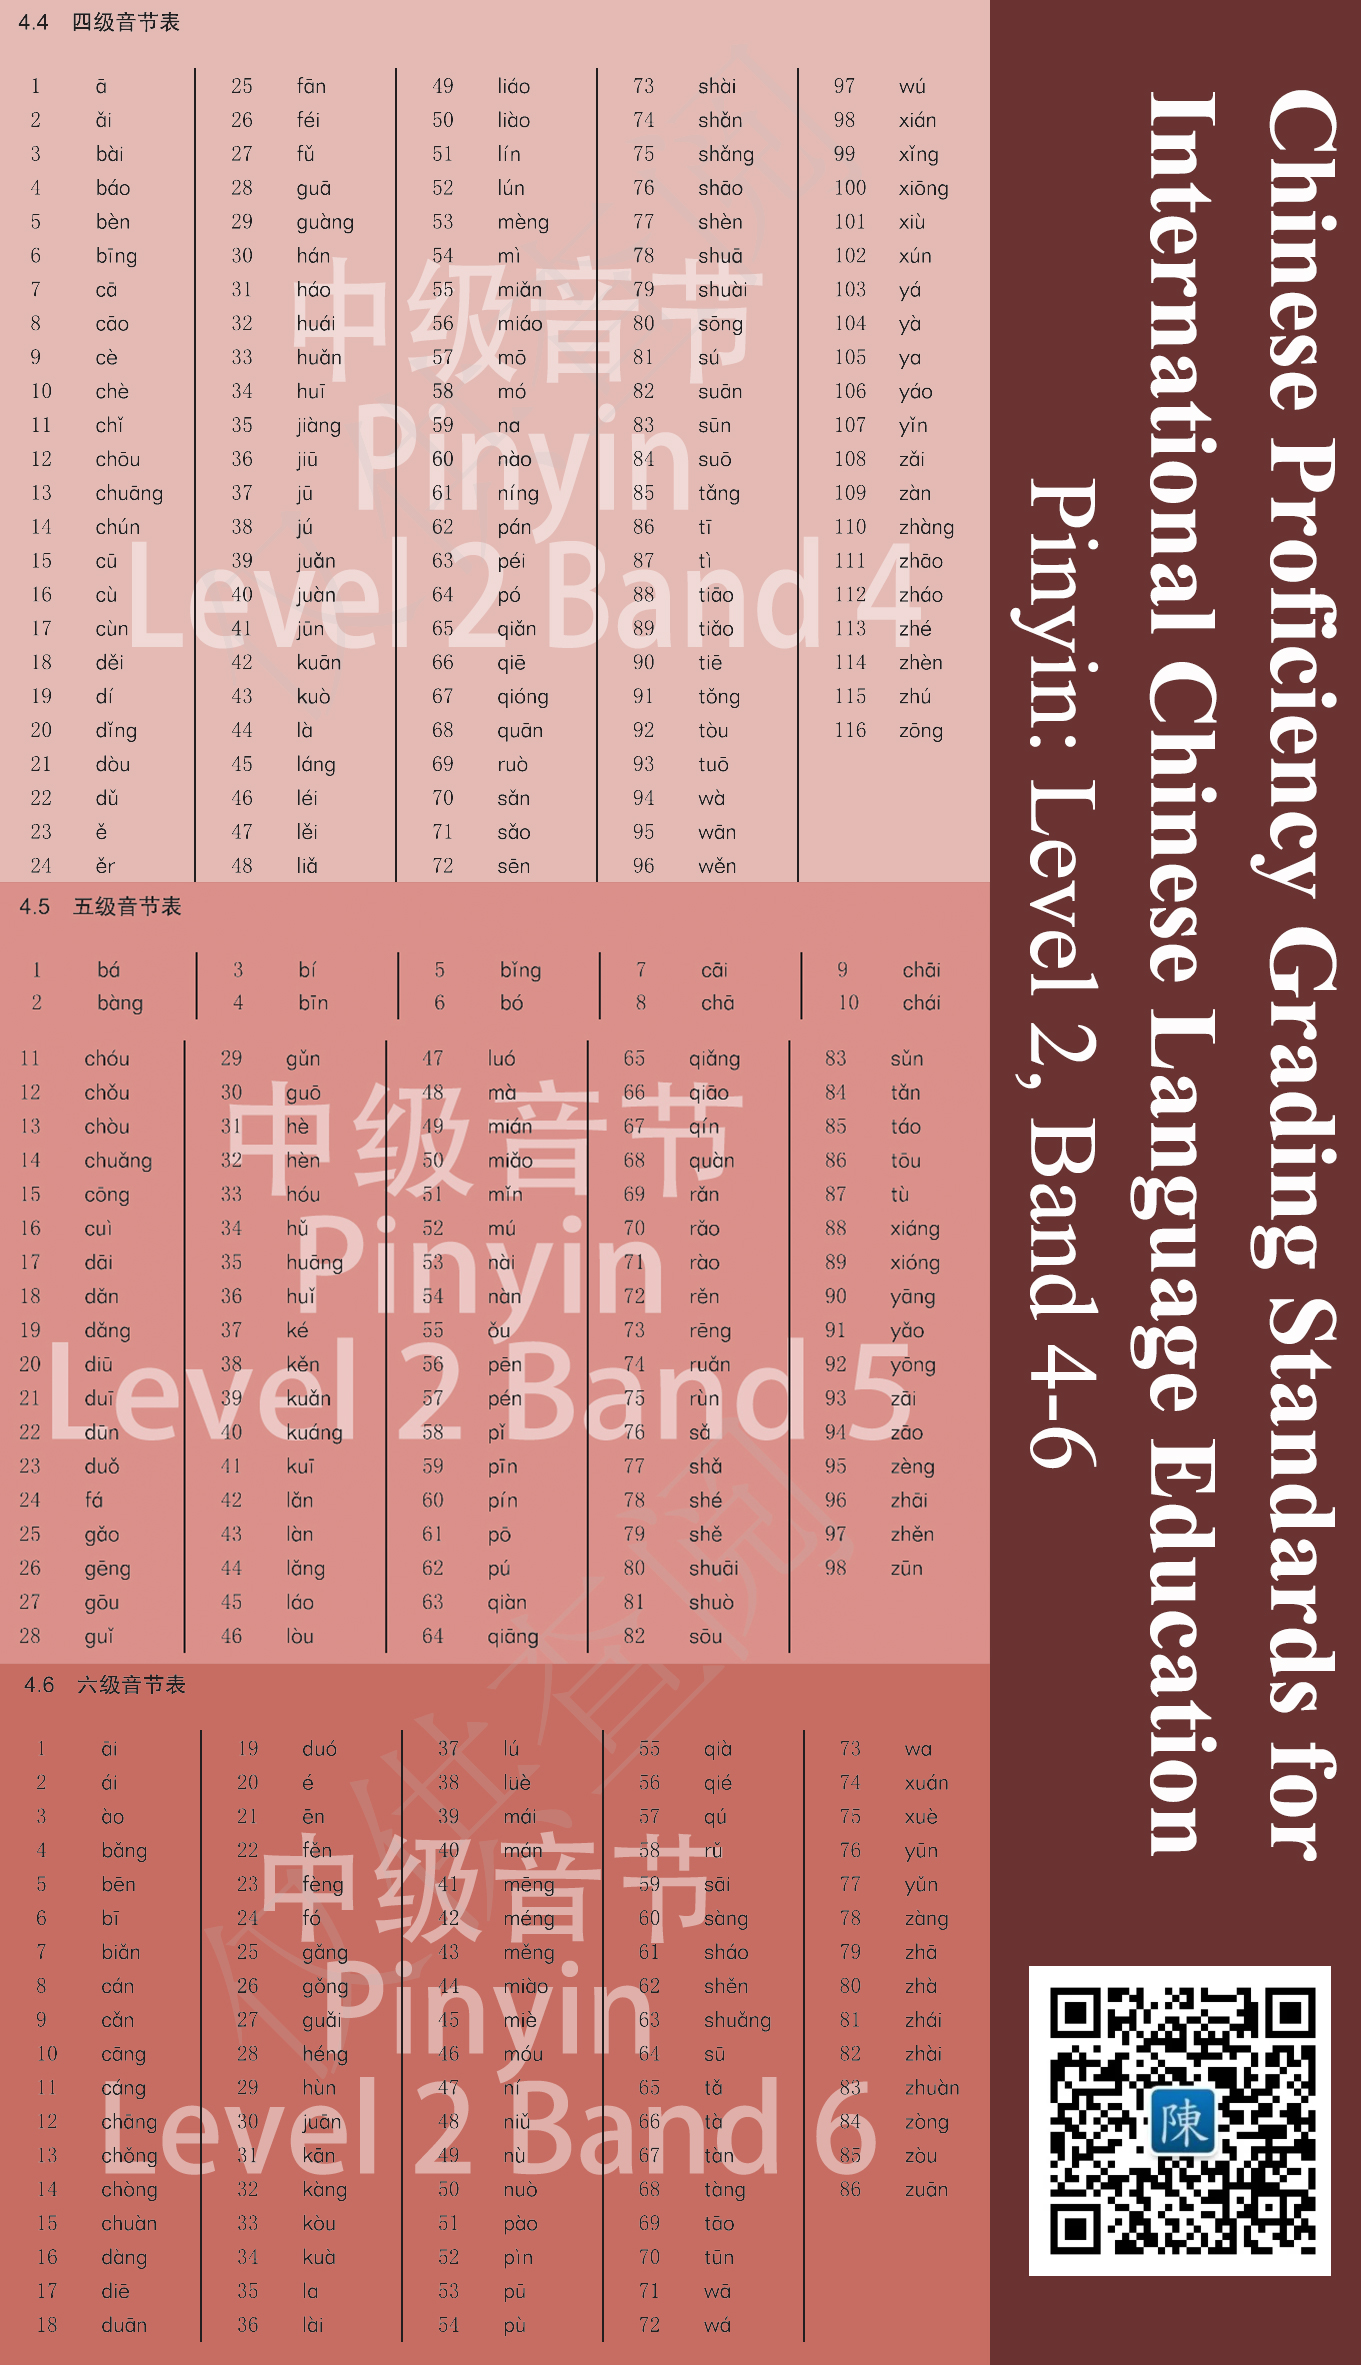 4.4 四级音节表
1 ā 25 fān 49 liáo 73 shài 97 wú
2 ǎi 26 féi 50 liào 74 shǎn 98 xián
3 bài 27 fǔ 51 lín 75 shǎng 99 xǐng
4 báo 28 guā 52 lún 76 shāo 100 xiōng
5 bèn 29 guàng 53 mèng 77 shèn 101 xiù
6 bīng 30 hán 54 mì 78 shuā 102 xún
7 cā 31 háo 55 miǎn 79 shuài 103 yá
8 cāo 32 huái 56 miáo 80 sōng 104 yà
9 cè 33 huǎn 57 mō 81 sú 105 ya
10 chè 34 huī 58 mó 82 suān 106 yáo
11 chǐ 35 jiàng 59 na 83 sūn 107 yǐn
12 chōu 36 jiū 60 nào 84 suō 108 zǎi
13 chuāng 37 jū 61 níng 85 tǎng 109 zàn
14 chún 38 jú 62 pán 86 tī 110 zhàng
15 cū 39 juǎn 63 péi 87 tì 111 zhāo
16 cù 40 juàn 64 pó 88 tiāo 112 zháo
17 cùn 41 jūn 65 qiǎn 89 tiǎo 113 zhé
18 děi 42 kuān 66 qiē 90 tiē 114 zhèn
19 dí 43 kuò 67 qióng 91 tǒng 115 zhú
20 dǐng 44 là 68 quān 92 tòu 116 zōng
21 dòu 45 láng 69 ruò 93 tuō
22 dǔ 46 léi 70 sǎn 94 wà
23 ě 47 lěi 71 sǎo 95 wān
24 ěr 48 liǎ 72 sēn 96 wěn
中级音节
Pinyin
Level 2 Band 4
4.5 五级音节表
1 bá 3 bí 5 bǐng 7 cāi 9 chāi
2 bàng 4 bīn 6 bó 8 chā 10 chái
11 chóu 29 gǔn 47 luó 65 qiǎng 83 sǔn
12 chǒu 30 guō 48 mà 66 qiāo 84 tǎn
13 chòu 31 hè 49 mián 67 qín 85 táo
14 chuǎng 32 hèn 50 miǎo 68 quàn 86 tōu
15 cōng 33 hóu 51 mǐn 69 rǎn 87 tù
16 cuì 34 hǔ 52 mú 70 rǎo 88 xiáng
17 dāi 35 huāng 53 nài 71 rào 89 xióng
18 dǎn 36 huǐ 54 nàn 72 rěn 90 yāng
19 dǎng 37 ké 55 ǒu 73 rēng 91 yǎo
20 diū 38 kěn 56 pēn 74 ruǎn 92 yōng
21 duī 39 kuǎn 57 pén 75 rùn 93 zāi
22 dūn 40 kuáng 58 pǐ 76 sǎ 94 zāo
23 duǒ 41 kuī 59 pīn 77 shǎ 95 zèng
24 fá 42 lǎn 60 pín 78 shé 96 zhāi
25 gǎo 43 làn 61 pō 79 shě 97 zhěn
26 gēng 44 lǎng 62 pú 80 shuāi 98 zūn
27 gōu 45 láo 63 qiàn 81 shuò
28 guǐ 46 lòu 64 qiāng 82 sōu
中级音节
Pinyin
Level 2 Band 5
4.6 六级音节表
1 āi 19 duó 37 lú 55 qià 73 wa
2 ái 20 é 38 lüè 56 qié 74 xuán
3 ào 21 ēn 39 mái 57 qú 75 xuè
4 bǎng 22 fěn 40 mán 58 rǔ 76 yūn
5 bēn 23 fèng 41 mēng 59 sāi 77 yǔn
6 bī 24 fó 42 méng 60 sàng 78 zàng
7 biǎn 25 gǎng 43 měng 61 sháo 79 zhā
8 cán 26 gǒng 44 miào 62 shěn 80 zhà
9 cǎn 27 guǎi 45 miè 63 shuǎng 81 zhái
10 cāng 28 héng 46 móu 64 sū 82 zhài
11 cáng 29 hùn 47 ní 65 tǎ 83 zhuàn
12 chāng 30 juān 48 niǔ 66 tà 84 zòng
13 chǒng 31 kān 49 nù 67 tàn 85 zòu
14 chòng 32 kàng 50 nuò 68 tàng 86 zuān
15 chuàn 33 kòu 51 pào 69 tāo
16 dàng 34 kuà 52 pìn 70 tūn
17 diē 35 la 53 pū 71 wā
18 duān 36 lài 54 pù 72 wá
中级音节
Pinyin
Level 2 Band 6
仅供查阅
Chinese Proficiency Grading Standards for
International Chinese Language Education
Pinyin: Level 2, Band 4-6
陳